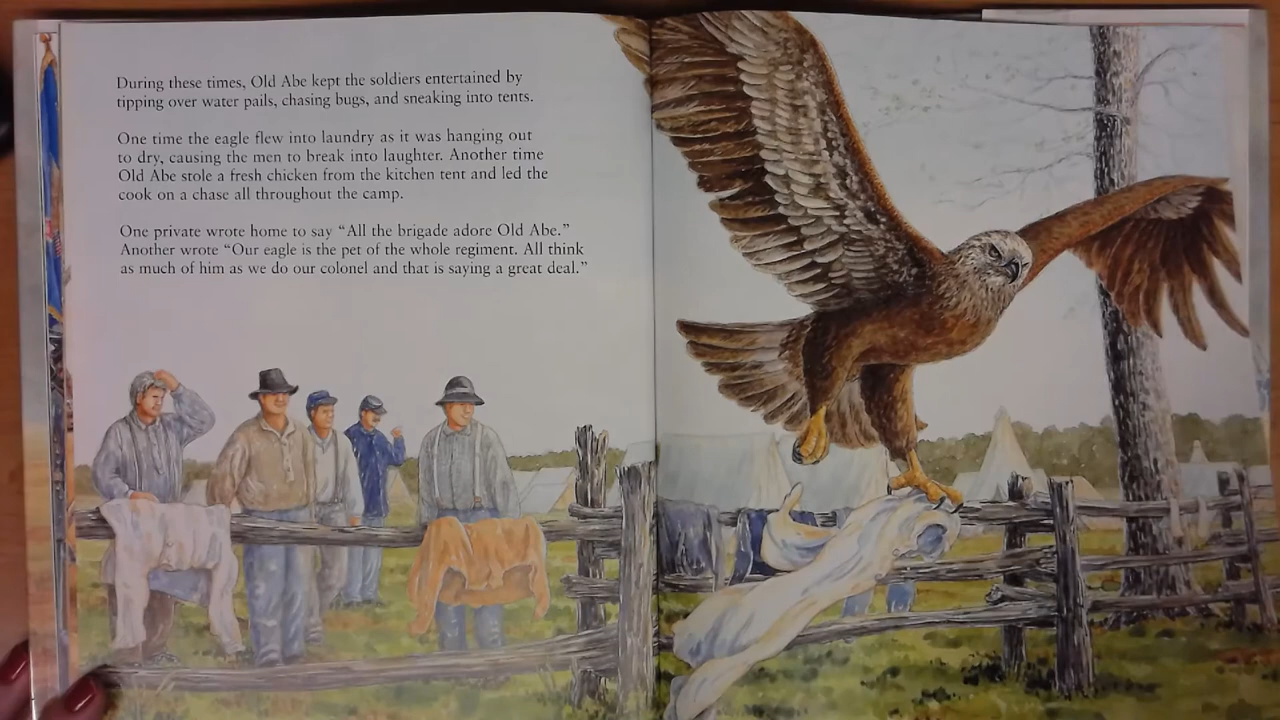 During these times, Old Abe kept the soldiers entertained by
tipping over water pails, chasing bugs, and sneaking into tents.
One time the eagle flew into laundry as it was hanging out
to dry, causing the men to break into laughter. Another time
Old Abe stole a fresh chicken from the kitchen tent and led the
cook on a chase all throughout the camp.
One private wrote home to say “All the brigade adore Old Abe.”
Another wrote “Our eagle is the pet of the whole regiment. All think
as much of him as we do our colonel and that is saying a great deal.”